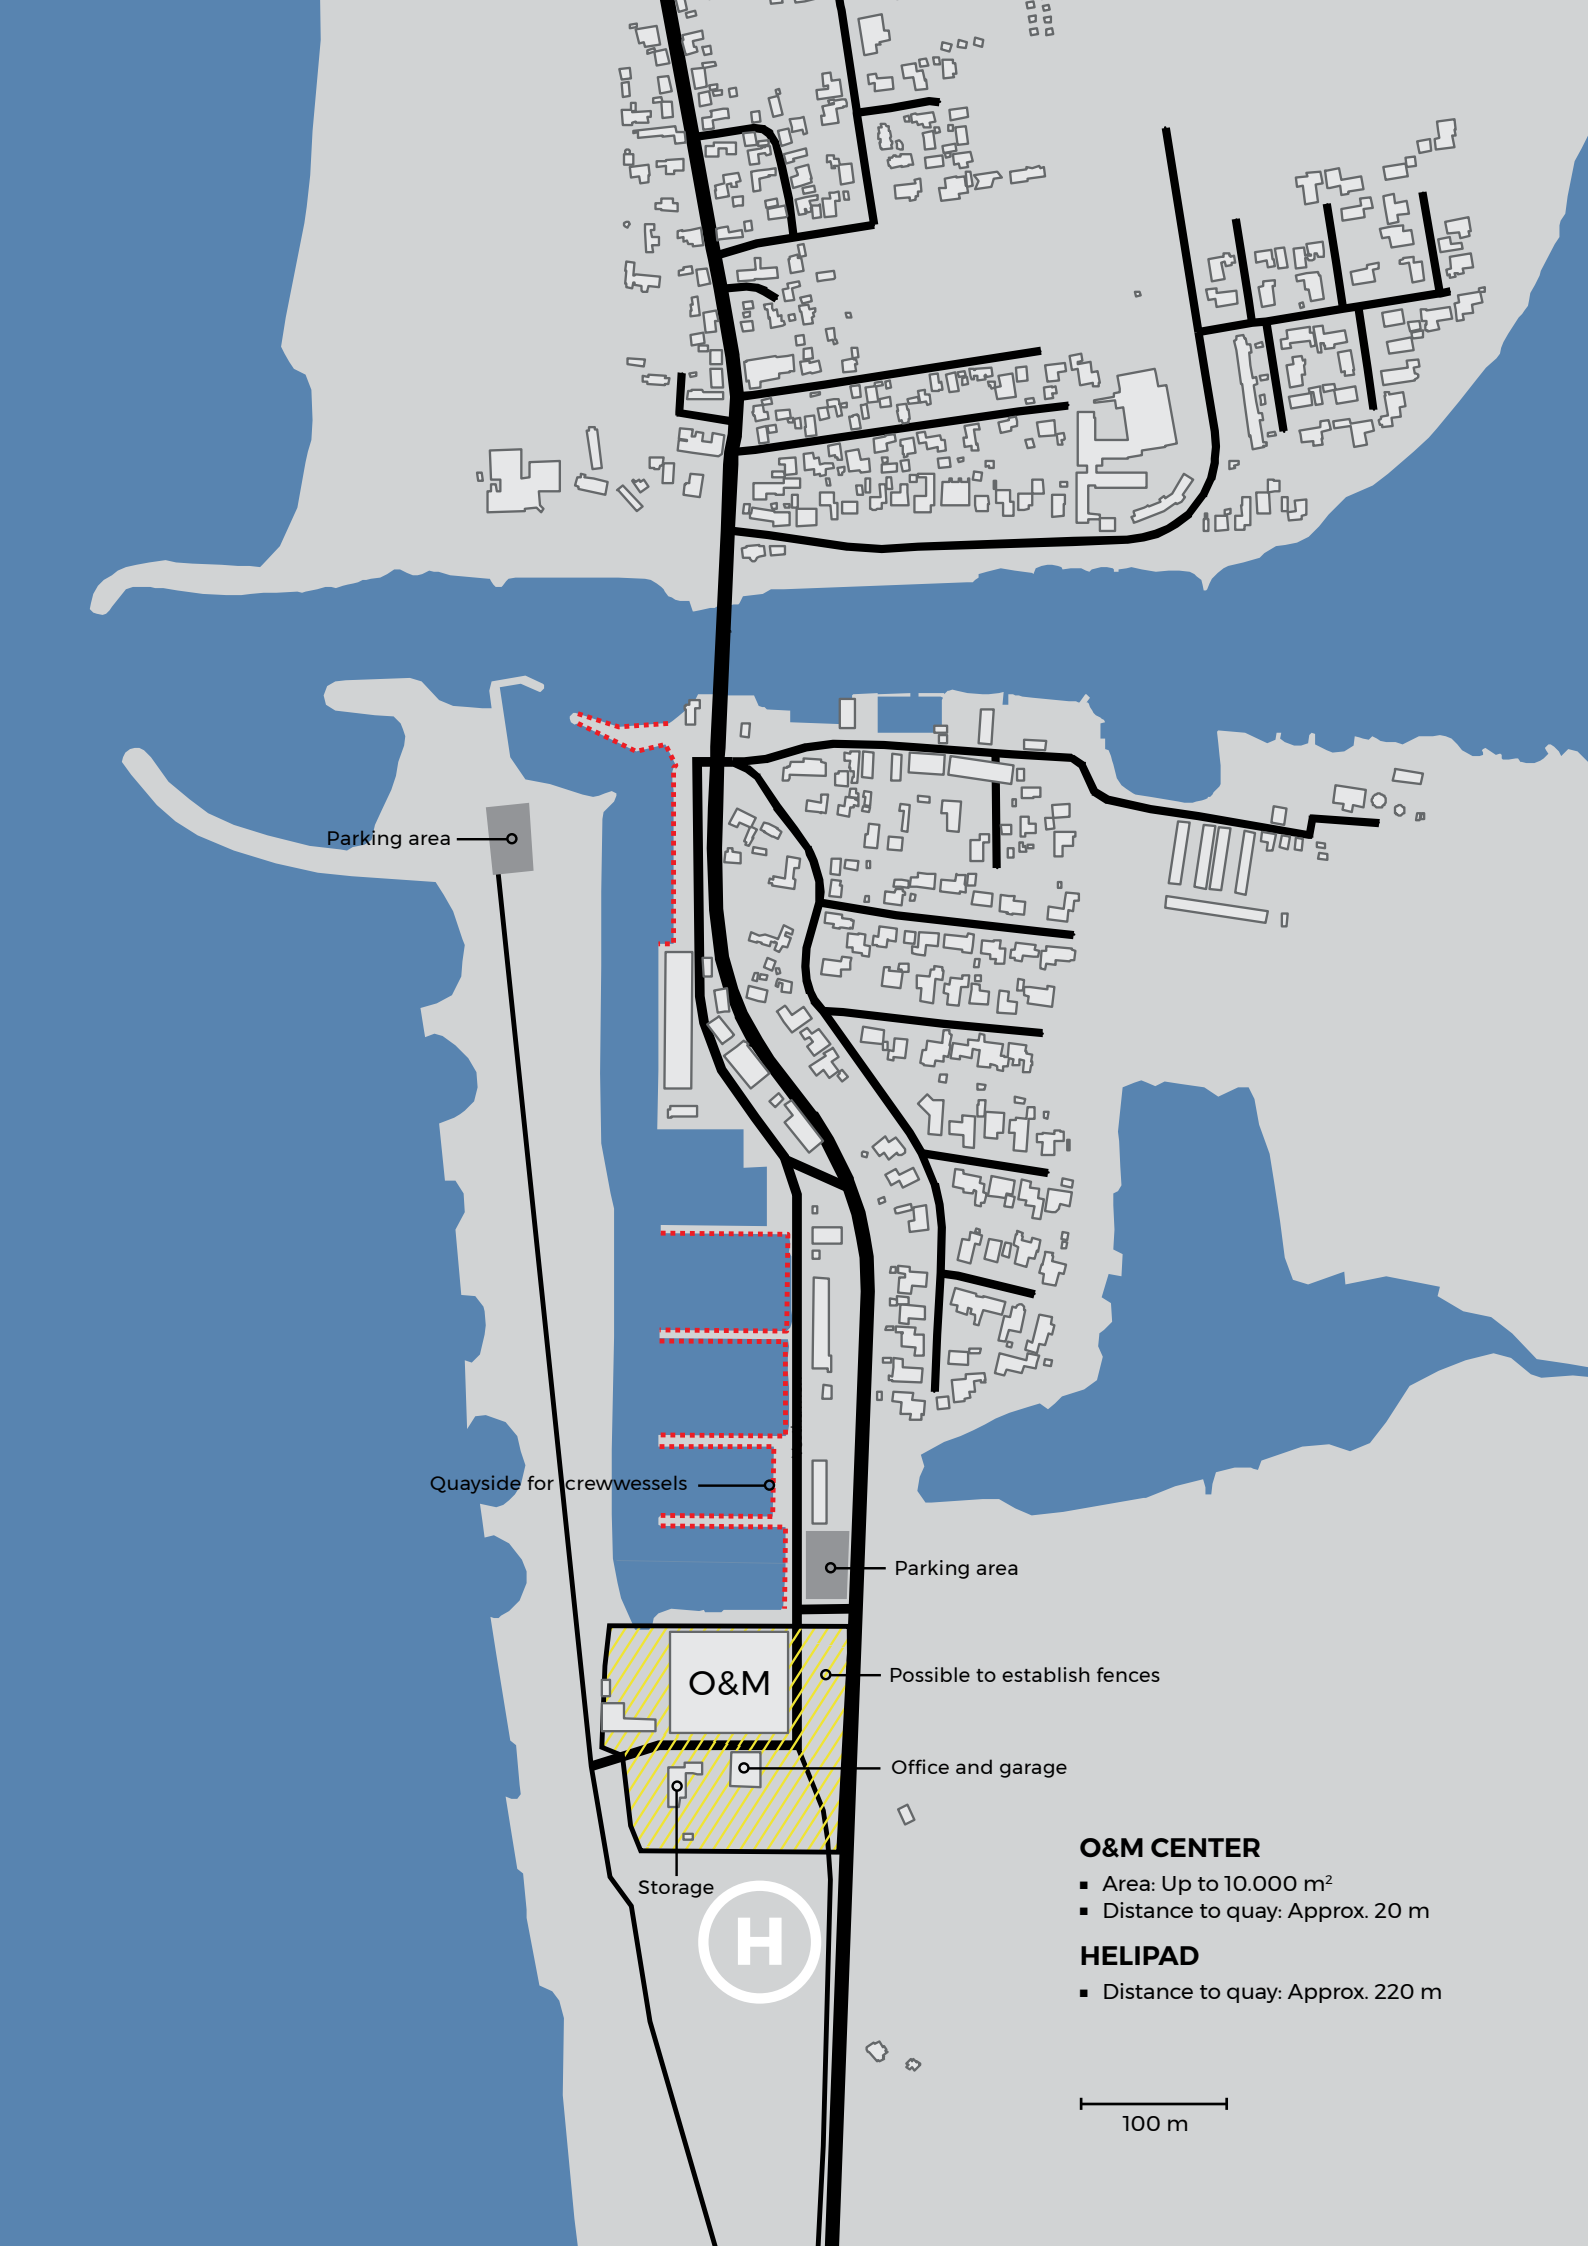 Parking area
Quayside for crewwessels
Parking area
O&M
Possible to establish fences
Office and garage
Storage
H
O&M CENTER
▪ Area: Up to 10.000 m²
▪ Distance to quay: Approx. 20 m
HELIPAD
▪ Distance to quay: Approx. 220 m
100 m